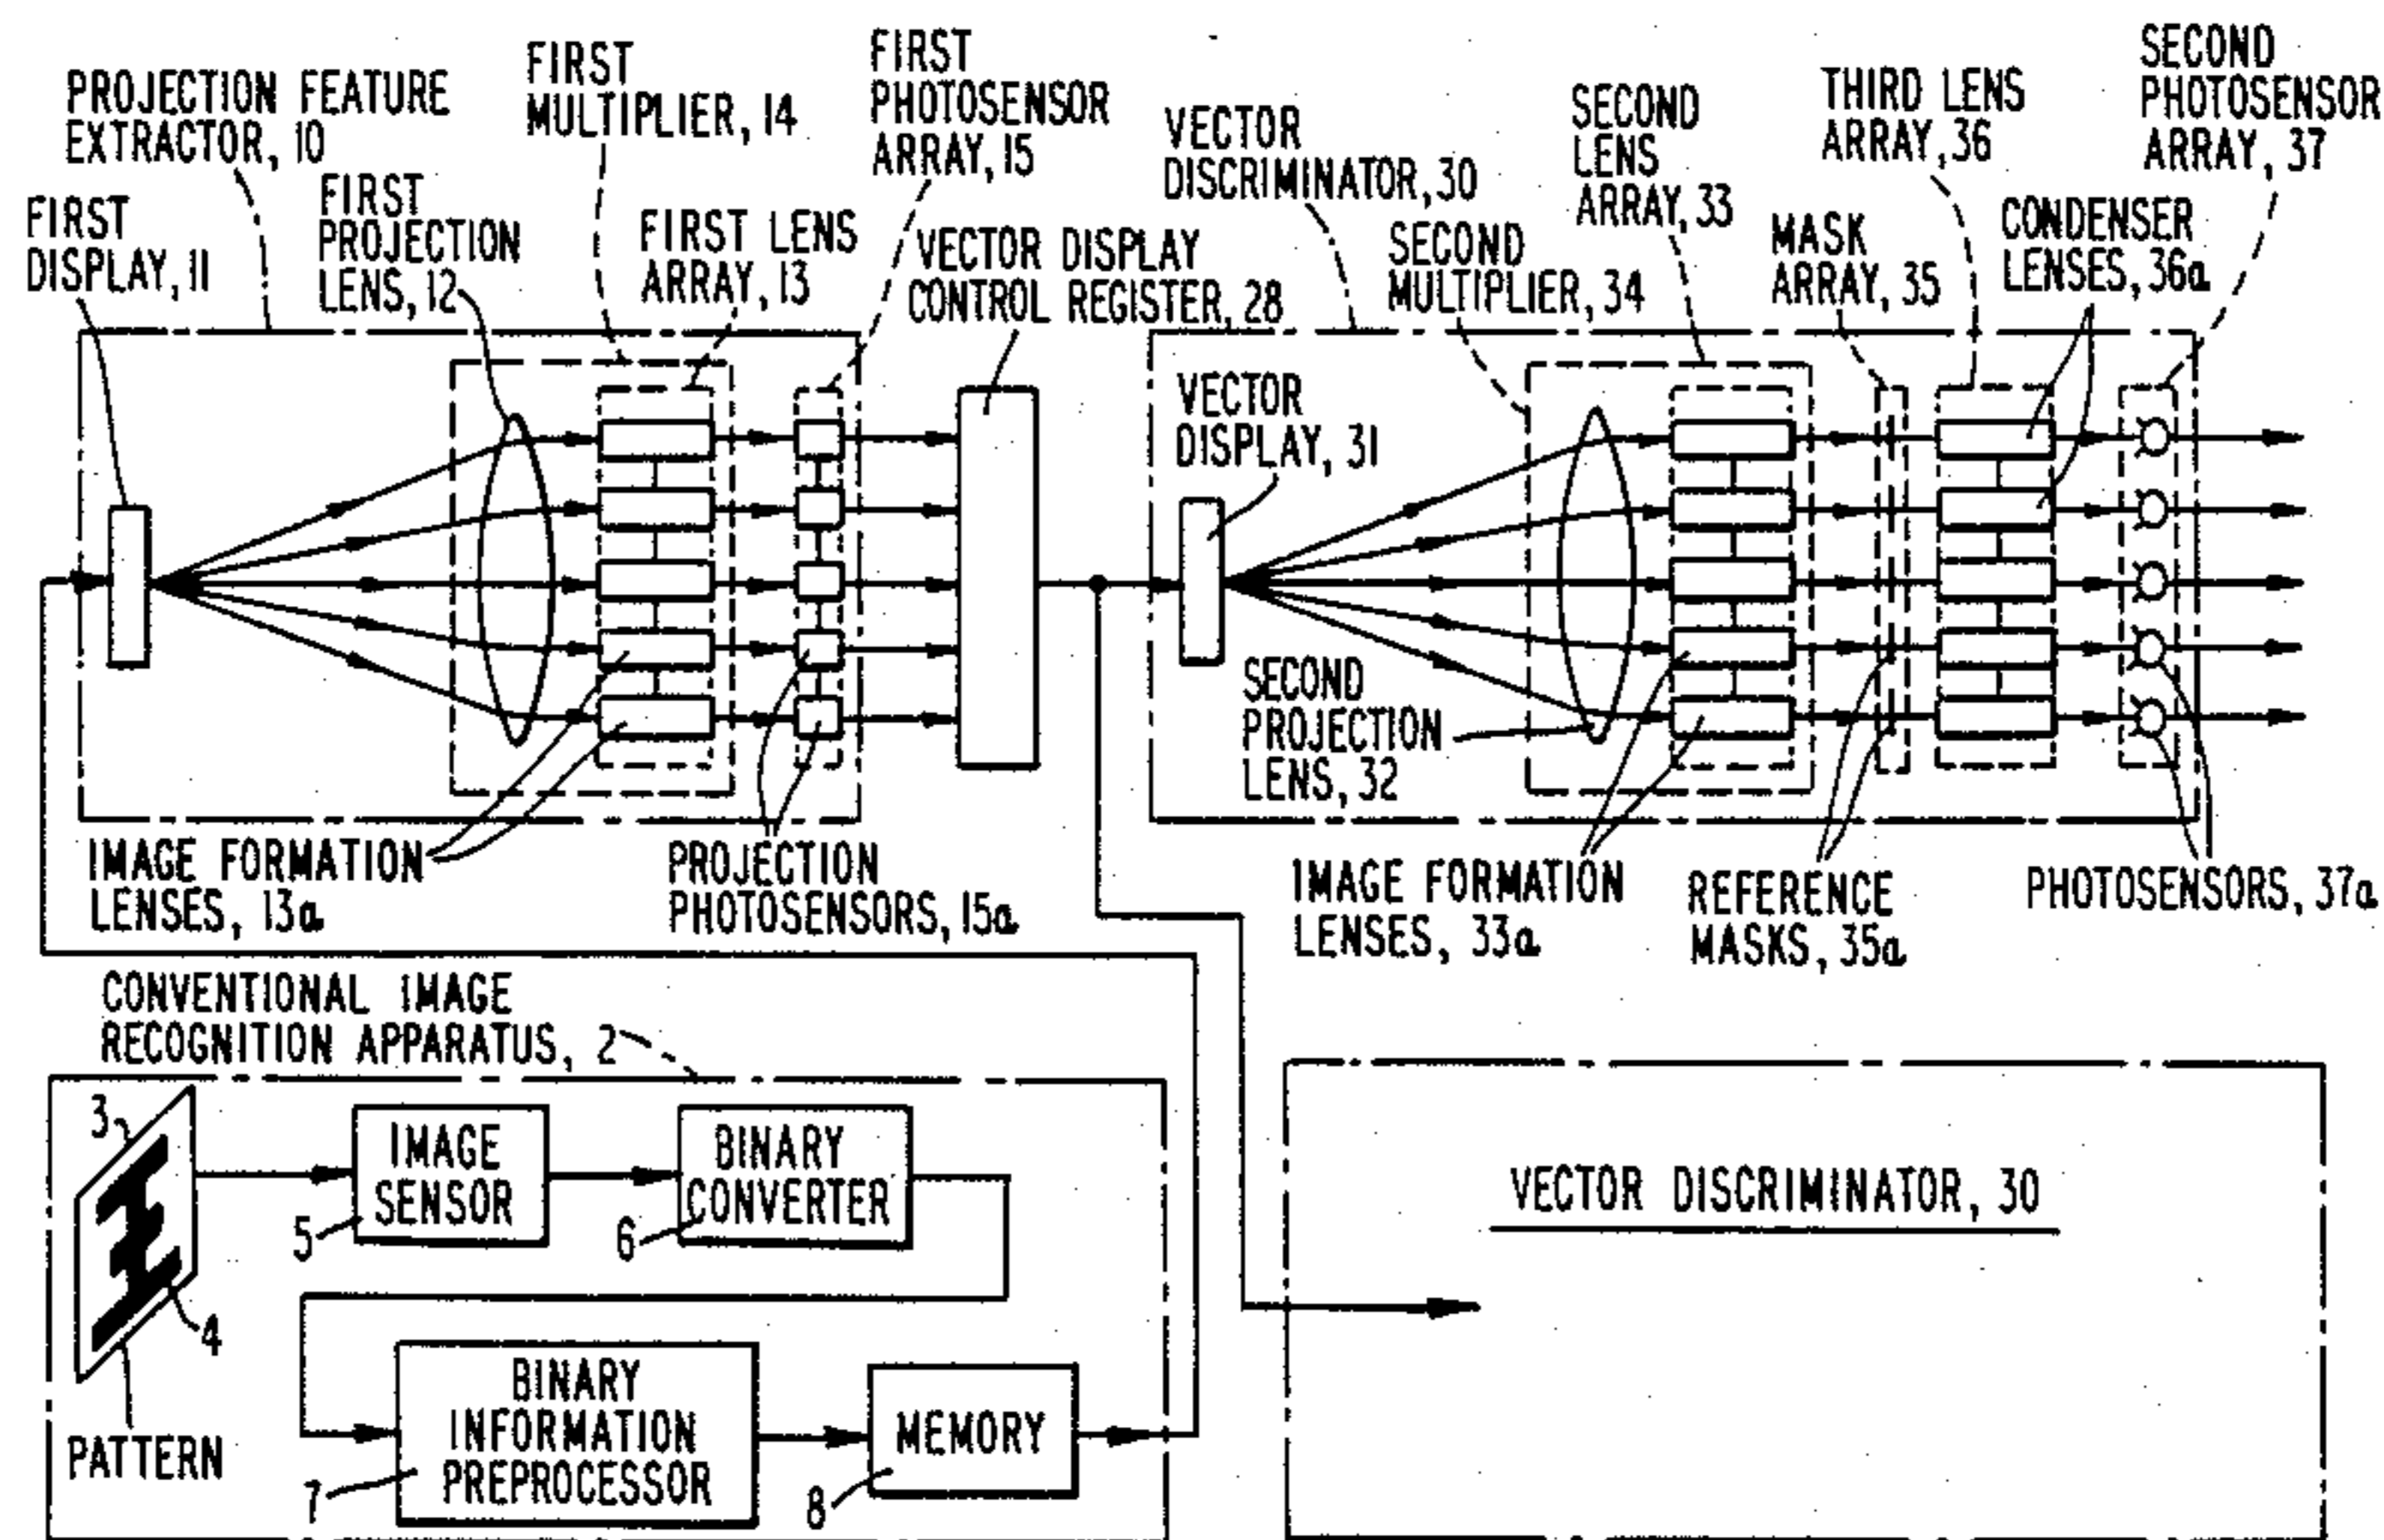 PROJECTION FEATURE
EXTRACTOR, 10
FIRST
MULTIPLIER, 14
FIRST
PHOTOSENSOR
ARRAY, 15
FIRST
DISPLAY, 11
FIRST
PROJECTION
LENS, 12
FIRST LENS
ARRAY, 13
VECTOR DISPLAY
CONTROL REGISTER, 28
VECTOR
DISCRIMINATOR, 30
SECOND
MULTIPLIER, 34
SECOND
LENS
ARRAY, 33
THIRD LENS
ARRAY, 36
MASK
ARRAY, 35
CONDENSER
LENSES, 36a
SECOND
PHOTOSENSOR
ARRAY, 37
VECTOR
DISPLAY, 31
SECOND
PROJECTION
LENS, 32
IMAGE FORMATION
LENSES, 13a
PROJECTION
PHOTOSENSORS, 15a
IMAGE FORMATION
LENSES, 33a
REFERENCE
MASKS, 35a
PHOTOSENSORS, 37a
CONVENTIONAL IMAGE
RECOGNITION APPARATUS, 2
3
4
PATTERN
IMAGE
SENSOR
5
BINARY
CONVERTER
6
BINARY
INFORMATION
PREPROCESSOR
7
MEMORY
8
VECTOR DISCRIMINATOR, 30